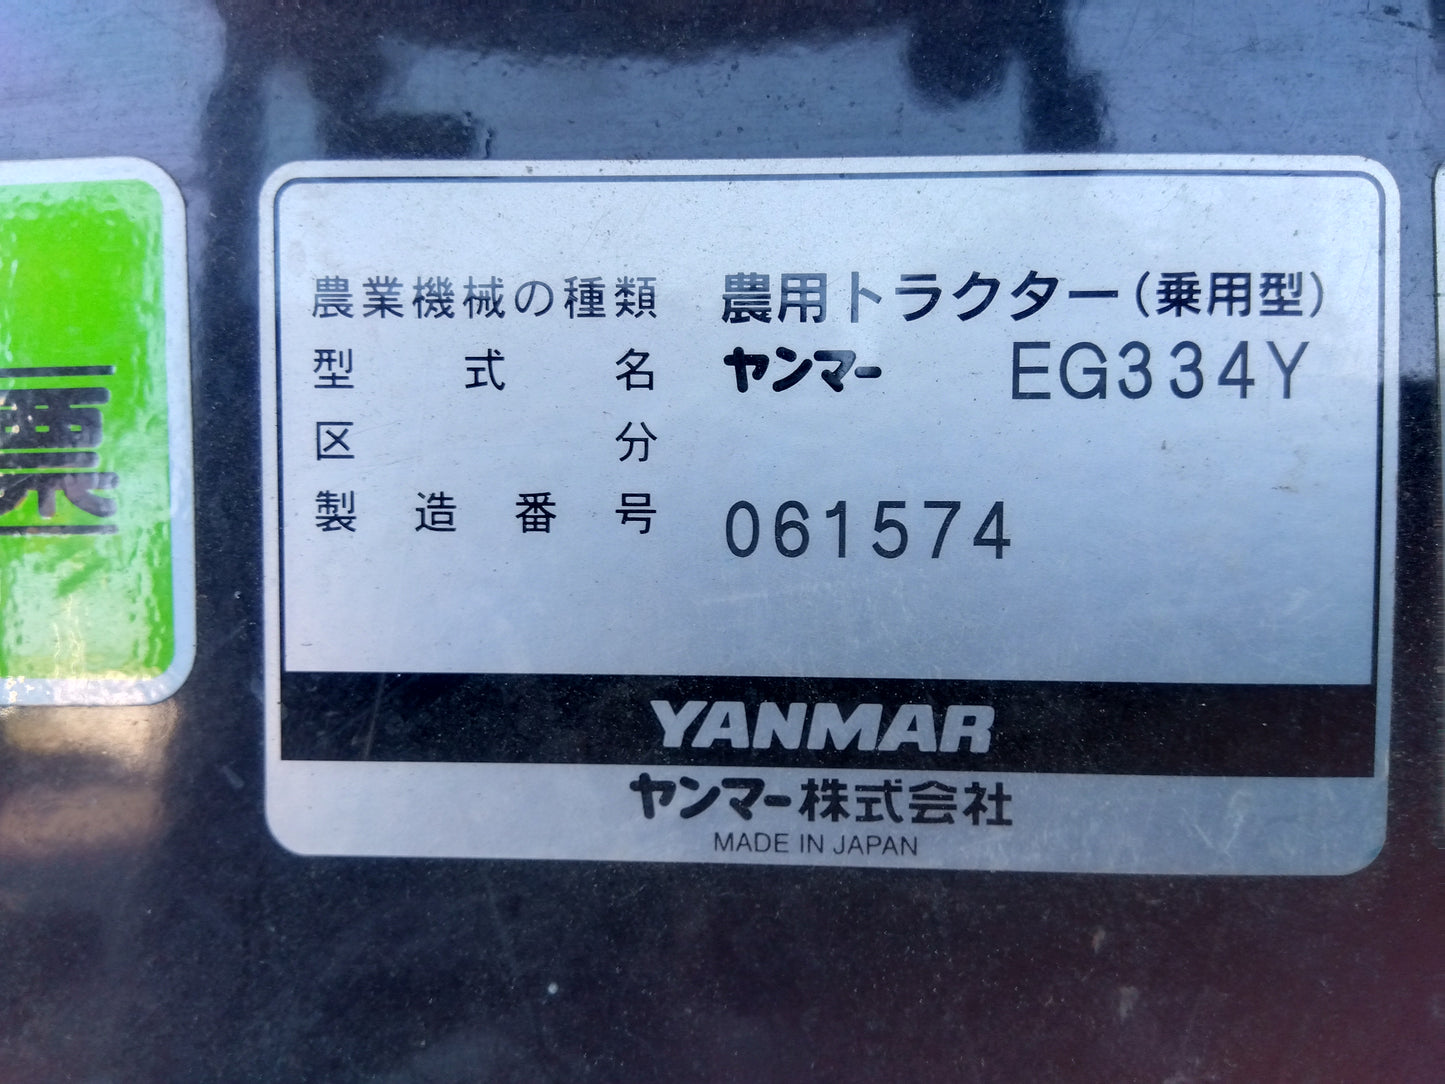 農業機械の種類 農用トラクター(乗用型)
型式名 ヤンマー EG334Y
区分
製造番号 061574
YANMAR
ヤンマー株式会社
MADE IN JAPAN